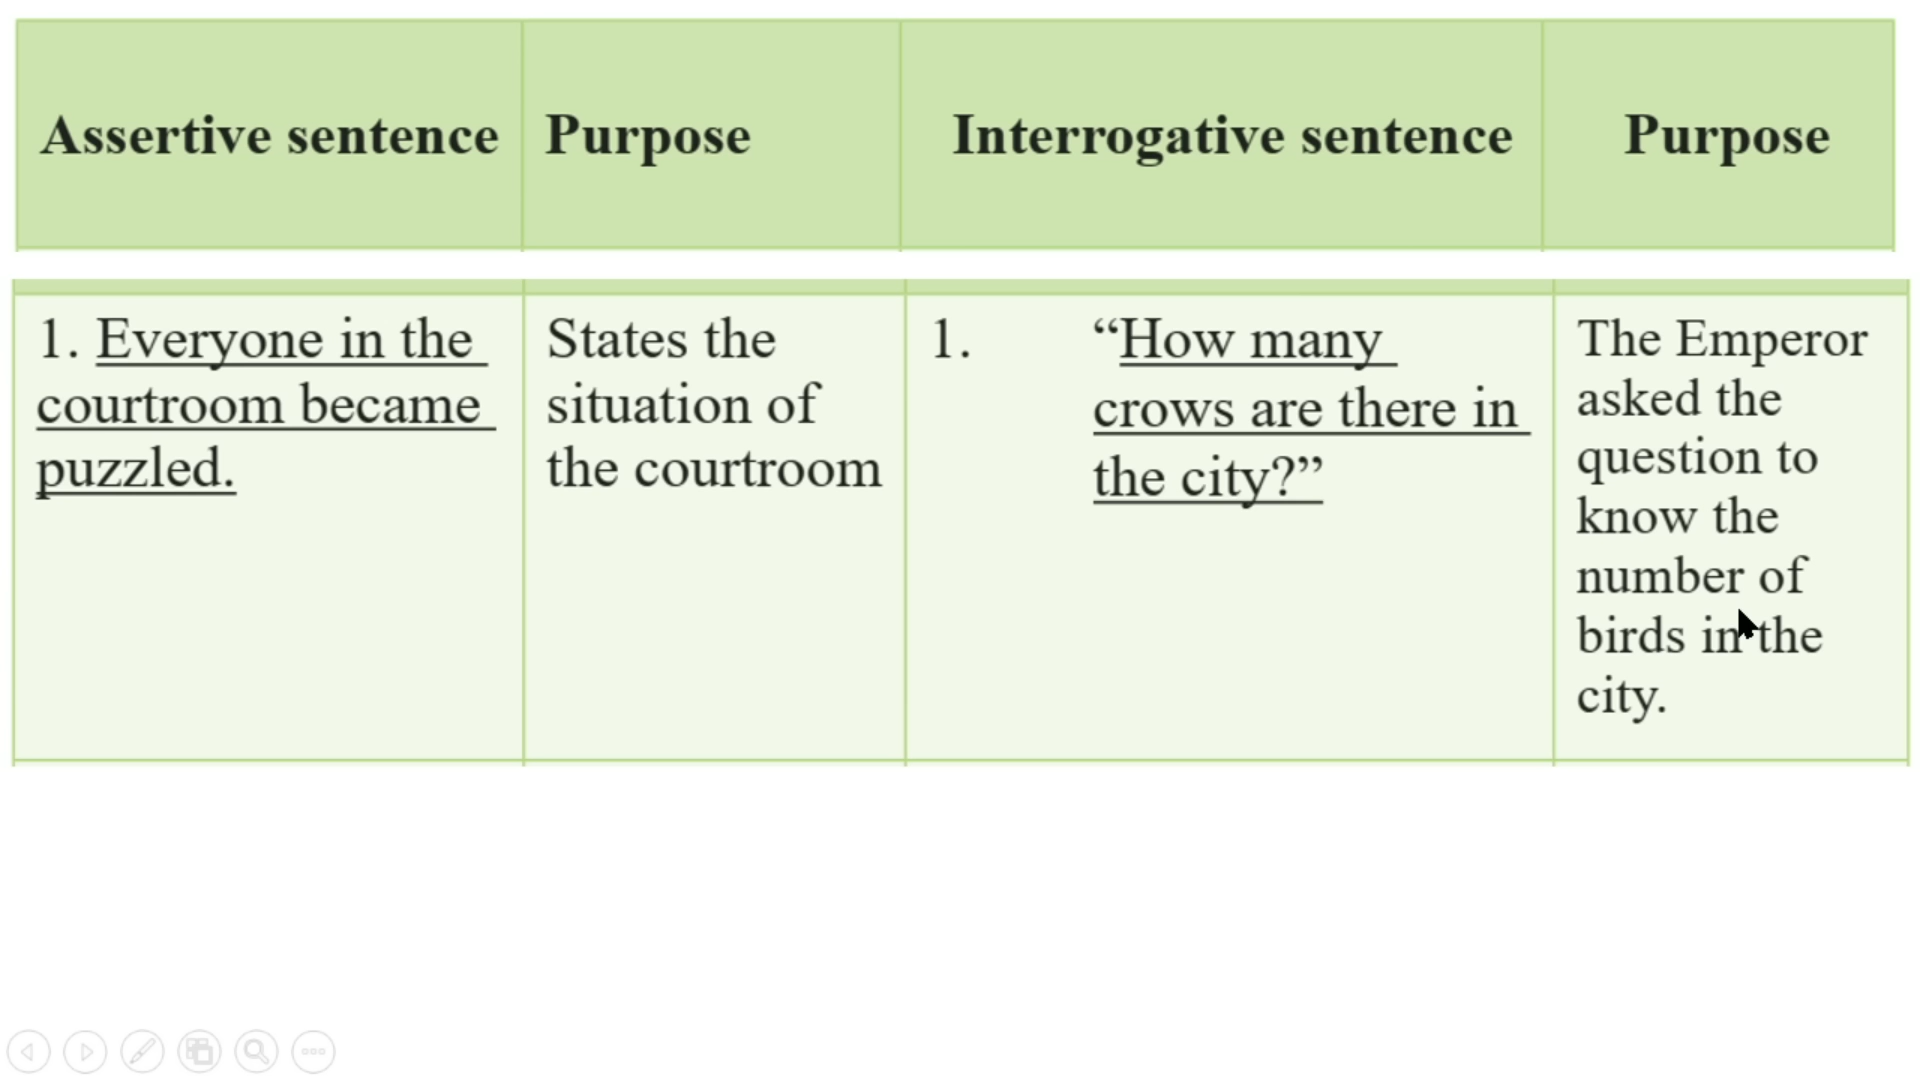 Assertive sentence
Purpose
Interrogative sentence
Purpose
1. Everyone in the
courtroom became
puzzled.
States the
situation of
the courtroom
1. “How many
crows are there in
the city?”
The Emperor
asked the
question to
know the
number of
birds in the
city.